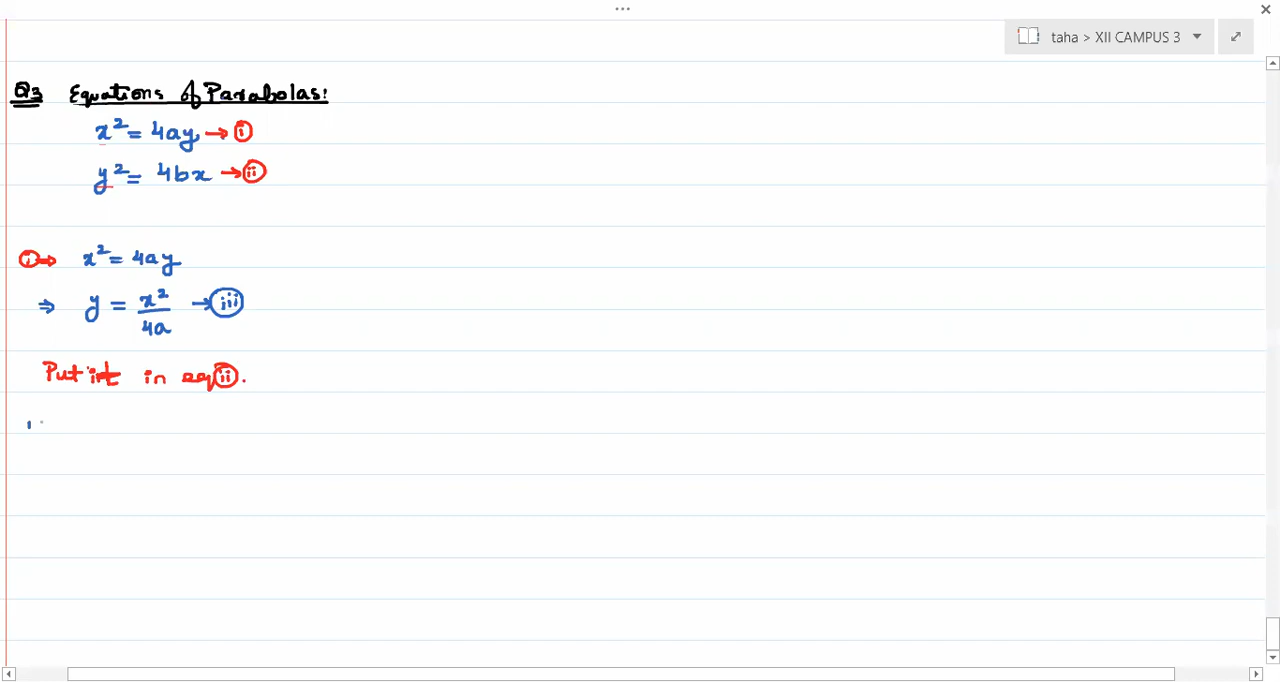 ...
taha > XII CAMPUS 3
Q3 Equations of Parabolas:
x² = 4ay → (i)
y² = 4bx → (ii)
(i) ⇒ x² = 4ay
⇒ y = x²/4a → (iii)
Put it in eq (ii).